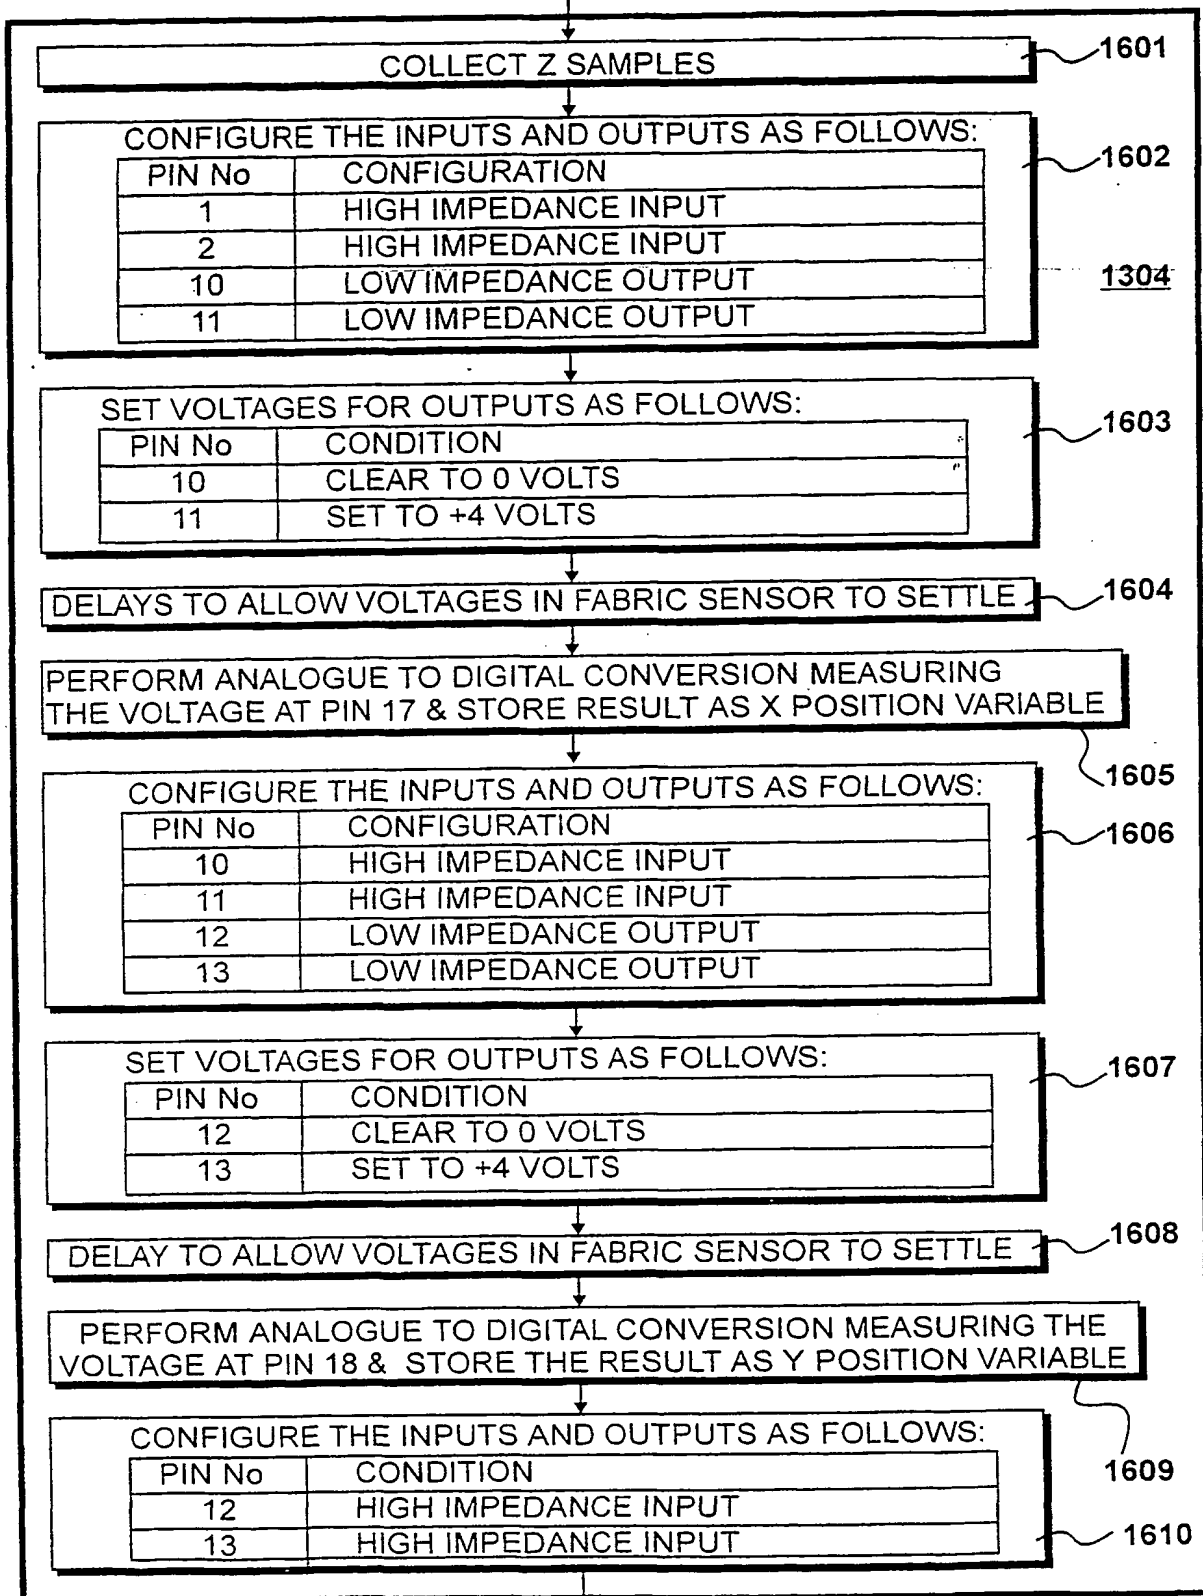 COLLECT Z SAMPLES
1601
CONFIGURE THE INPUTS AND OUTPUTS AS FOLLOWS:
1602
PIN No CONFIGURATION
1 HIGH IMPEDANCE INPUT
2 HIGH IMPEDANCE INPUT
10 LOW IMPEDANCE OUTPUT
1304
11 LOW IMPEDANCE OUTPUT
SET VOLTAGES FOR OUTPUTS AS FOLLOWS:
1603
PIN No CONDITION
10 CLEAR TO 0 VOLTS
11 SET TO +4 VOLTS
DELAYS TO ALLOW VOLTAGES IN FABRIC SENSOR TO SETTLE
1604
PERFORM ANALOGUE TO DIGITAL CONVERSION MEASURING
THE VOLTAGE AT PIN 17 & STORE RESULT AS X POSITION VARIABLE
1605
CONFIGURE THE INPUTS AND OUTPUTS AS FOLLOWS:
1606
PIN No CONFIGURATION
10 HIGH IMPEDANCE INPUT
11 HIGH IMPEDANCE INPUT
12 LOW IMPEDANCE OUTPUT
13 LOW IMPEDANCE OUTPUT
SET VOLTAGES FOR OUTPUTS AS FOLLOWS:
1607
PIN No CONDITION
12 CLEAR TO 0 VOLTS
13 SET TO +4 VOLTS
DELAY TO ALLOW VOLTAGES IN FABRIC SENSOR TO SETTLE
1608
PERFORM ANALOGUE TO DIGITAL CONVERSION MEASURING THE
VOLTAGE AT PIN 18 & STORE THE RESULT AS Y POSITION VARIABLE
1609
CONFIGURE THE INPUTS AND OUTPUTS AS FOLLOWS:
PIN No CONDITION
12 HIGH IMPEDANCE INPUT
13 HIGH IMPEDANCE INPUT
1610